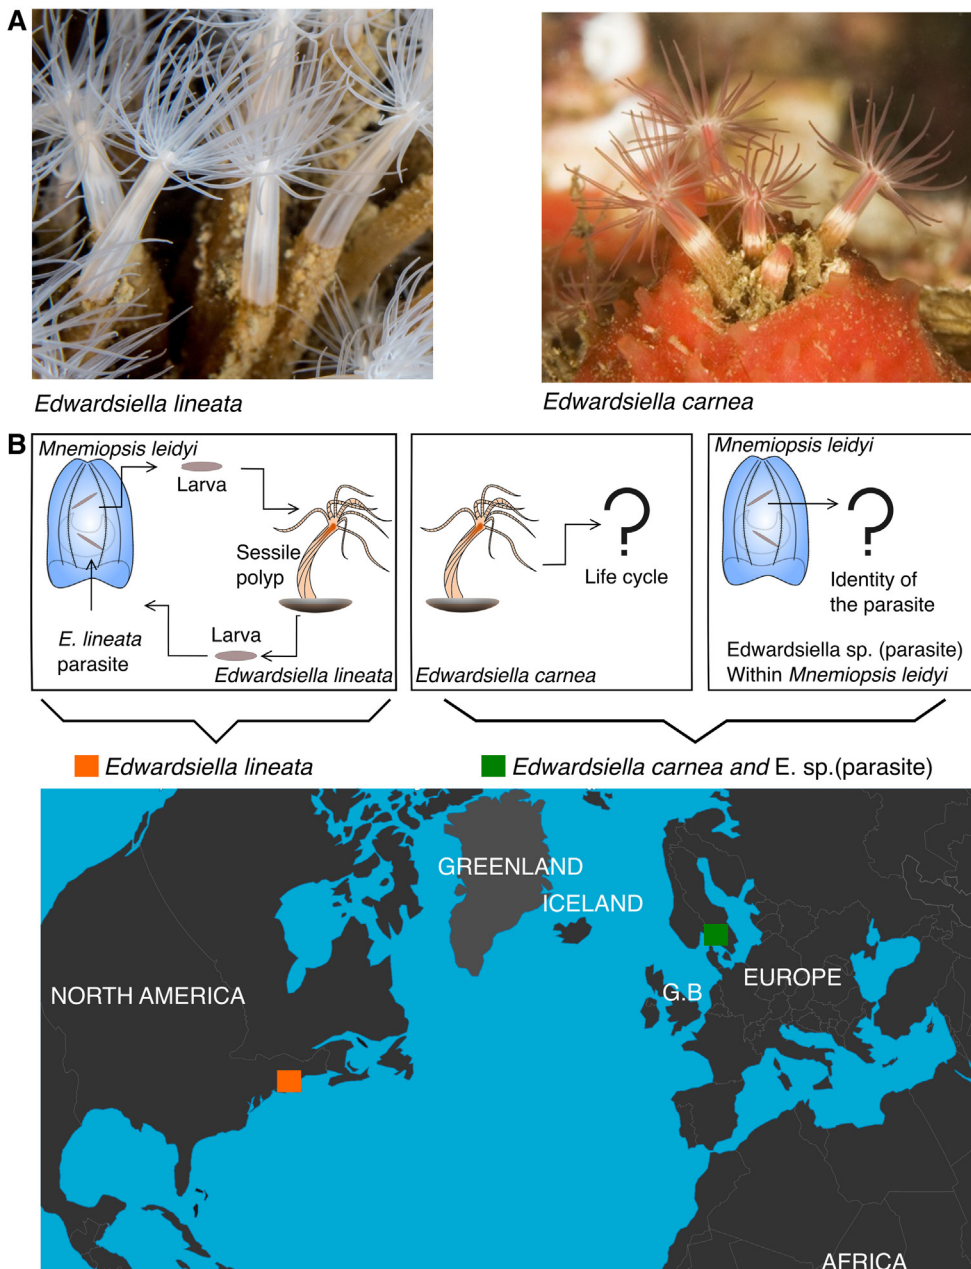 A
Edwardsiella lineata
Edwardsiella carnea
B
Mnemiopsis leidyi
Larva
Sessile
polyp
E. lineata
parasite
Larva
Edwardsiella lineata
?
Life cycle
Edwardsiella carnea
Mnemiopsis leidyi
?
Identity of
the parasite
Edwardsiella sp. (parasite)
Within Mnemiopsis leidyi
Edwardsiella lineata
Edwardsiella carnea and E. sp.(parasite)
GREENLAND
ICELAND
NORTH AMERICA
G.B
EUROPE
AFRICA